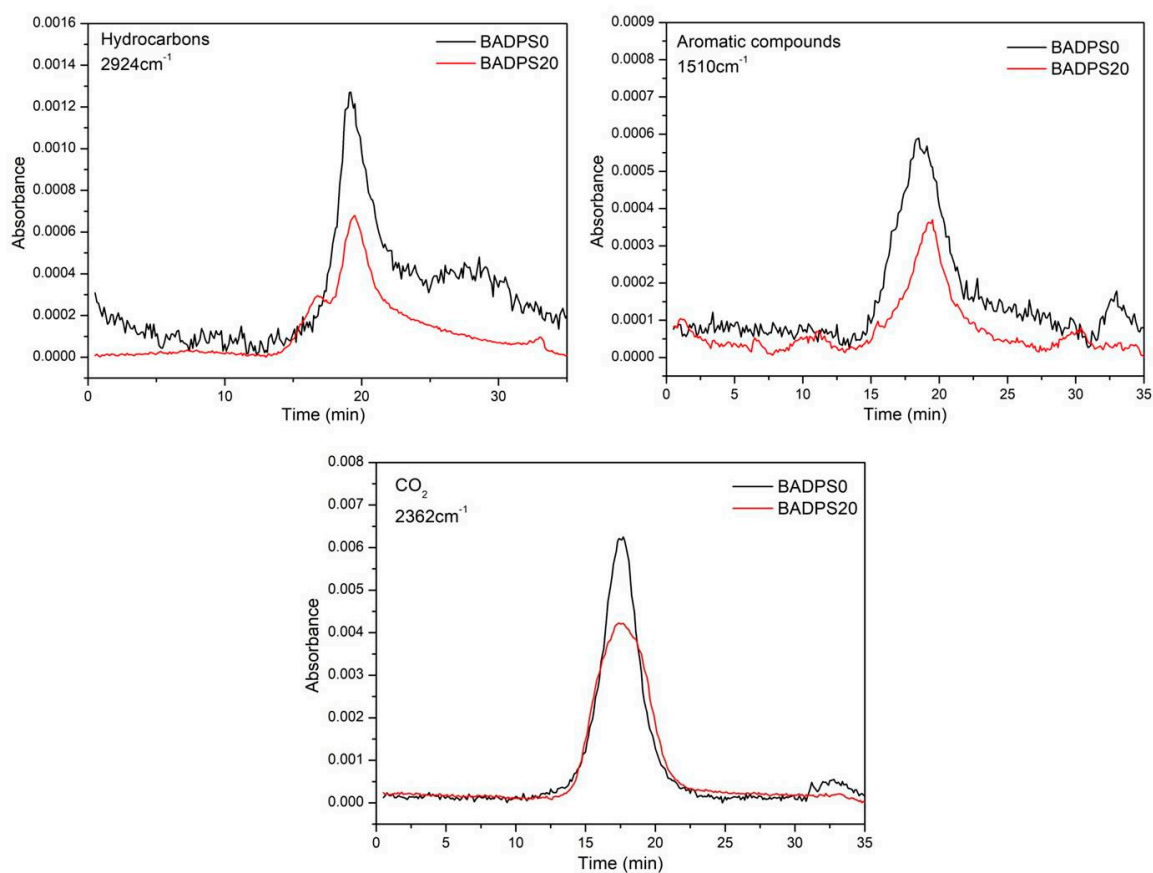 Hydrocarbons
2924cm⁻¹
BADPS0
BADPS20
Absorbance
0.0016
0.0014
0.0012
0.0010
0.0008
0.0006
0.0004
0.0002
0.0000
0 10 20 30
Time (min)
Aromatic compounds
1510cm⁻¹
BADPS0
BADPS20
Absorbance
0.0009
0.0008
0.0007
0.0006
0.0005
0.0004
0.0003
0.0002
0.0001
0.0000
0 5 10 15 20 25 30 35
Time (min)
CO₂
2362cm⁻¹
BADPS0
BADPS20
Absorbance
0.008
0.007
0.006
0.005
0.004
0.003
0.002
0.001
0.000
0 5 10 15 20 25 30 35
Time (min)